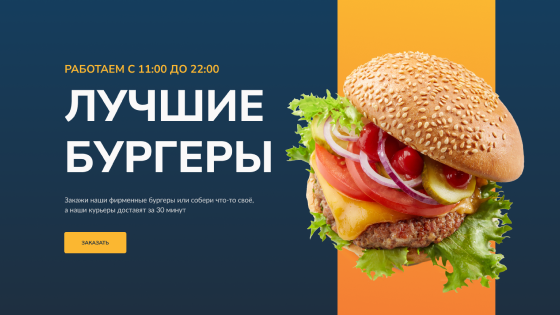 РАБОТАЕМ С 11:00 ДО 22:00
ЛУЧШИЕ
БУРГЕРЫ
Закажи наши фирменные бургеры или собери что-то своё,
а наши курьеры доставят за 30 минут
ЗАКАЗАТЬ